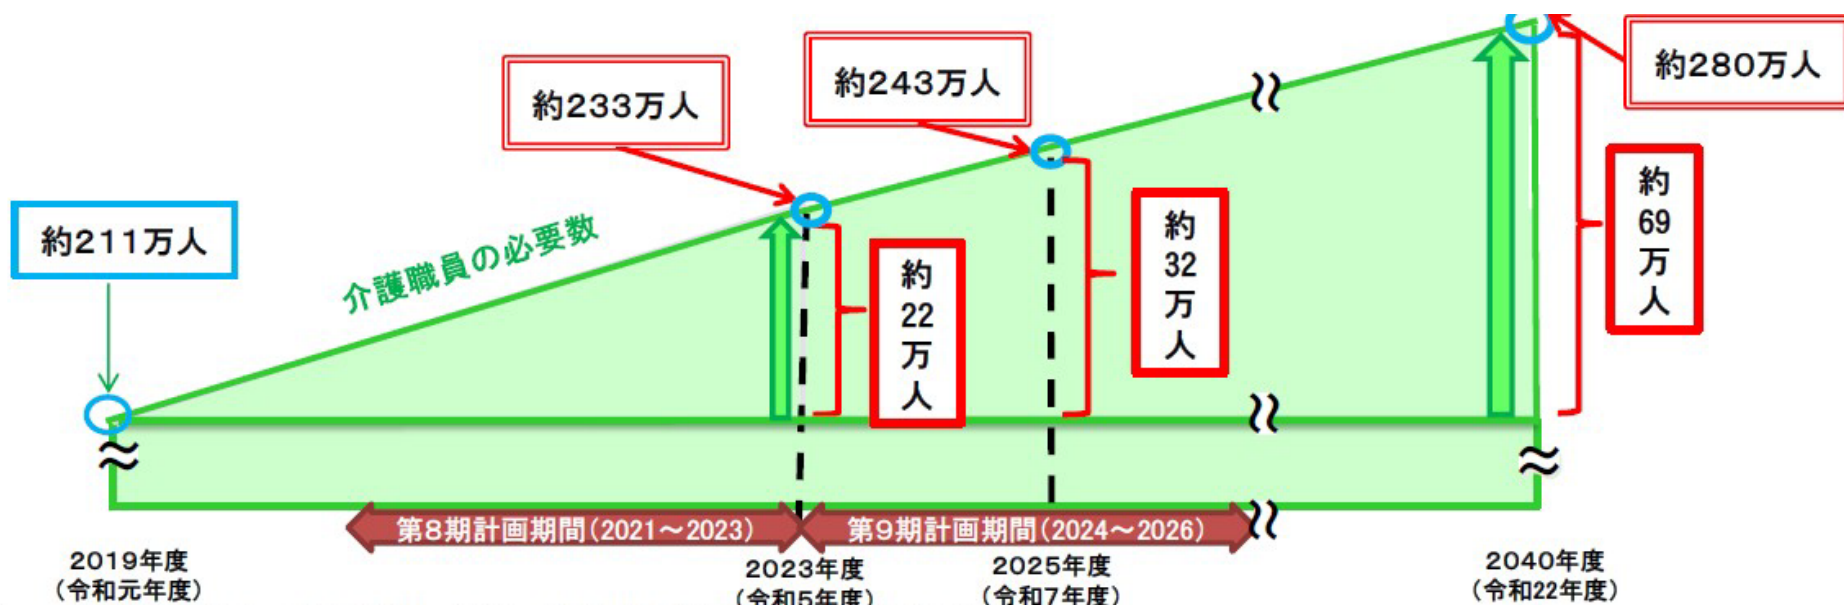 約280万人
約243万人
約233万人
約211万人
介護職員の必要数
約
22
万
人
約
32
万
人
約
69
万
人
第8期計画期間(2021～2023)
第9期計画期間(2024～2026)
2019年度
(令和元年度)
2023年度
(令和5年度)
2025年度
(令和7年度)
2040年度
(令和22年度)